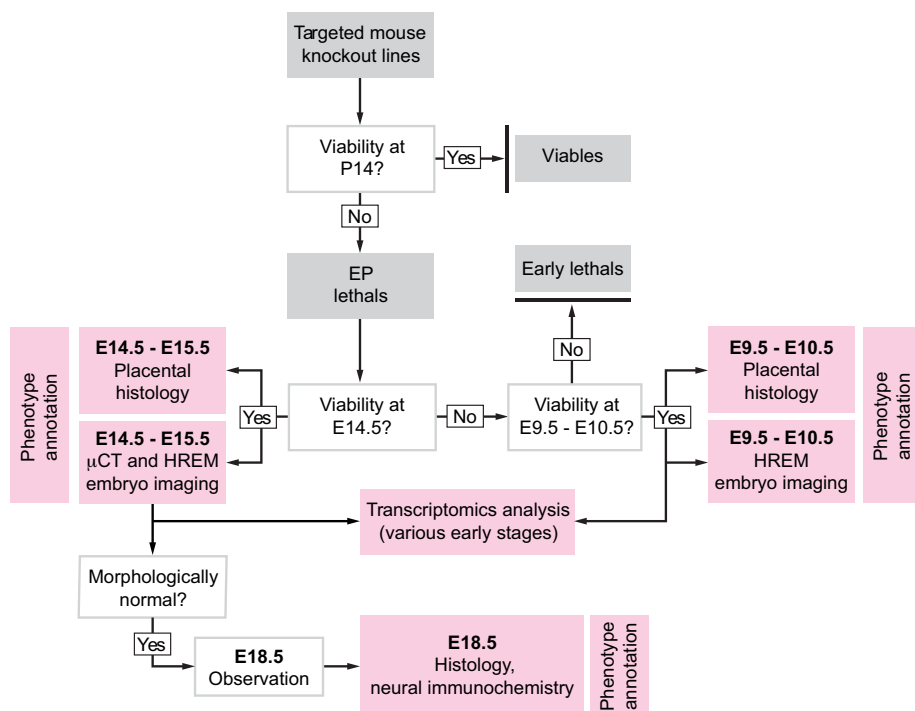 Targeted mouse
knockout lines
Viability at
P14?
Yes
Viables
No
EP
lethals
Early lethals
No
Phenotype
annotation
E14.5 - E15.5
Placental
histology
Yes
E14.5 - E15.5
μCT and HREM
embryo imaging
Viability at
E14.5?
No
Viability at
E9.5 - E10.5?
Yes
E9.5 - E10.5
Placental
histology
E9.5 - E10.5
HREM
embryo imaging
Phenotype
annotation
Transcriptomics analysis
(various early stages)
Morphologically
normal?
Yes
E18.5
Observation
E18.5
Histology,
neural immunochemistry
Phenotype
annotation